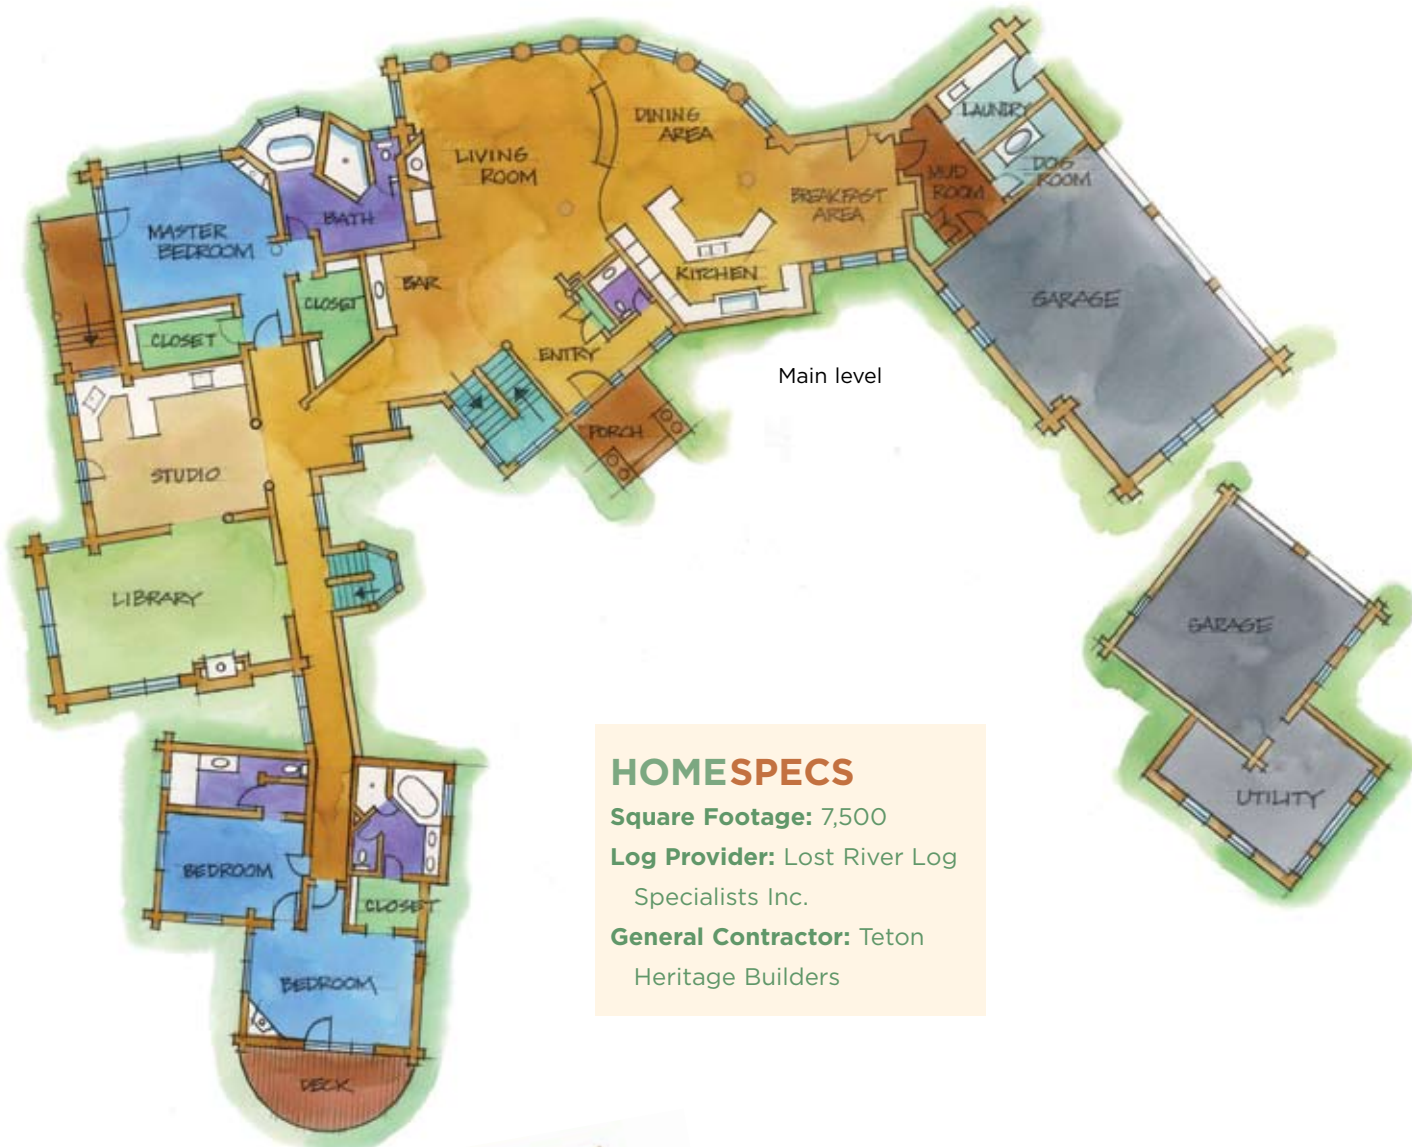 LAUNDRY
DINING
AREA
LIVING
ROOM
DOG
ROOM
MUD
ROOM
BREAKFAST
AREA
BATH
MASTER
BEDROOM
KITCHEN
BAR
CLOSET
GARAGE
CLOSET
ENTRY
Main level
PORCH
STUDIO
LIBRARY
GARAGE
UTILITY
HOMESPECS
Square Footage: 7,500
Log Provider: Lost River Log
Specialists Inc.
General Contractor: Teton
Heritage Builders
BEDROOM
CLOSET
BEDROOM
DECK